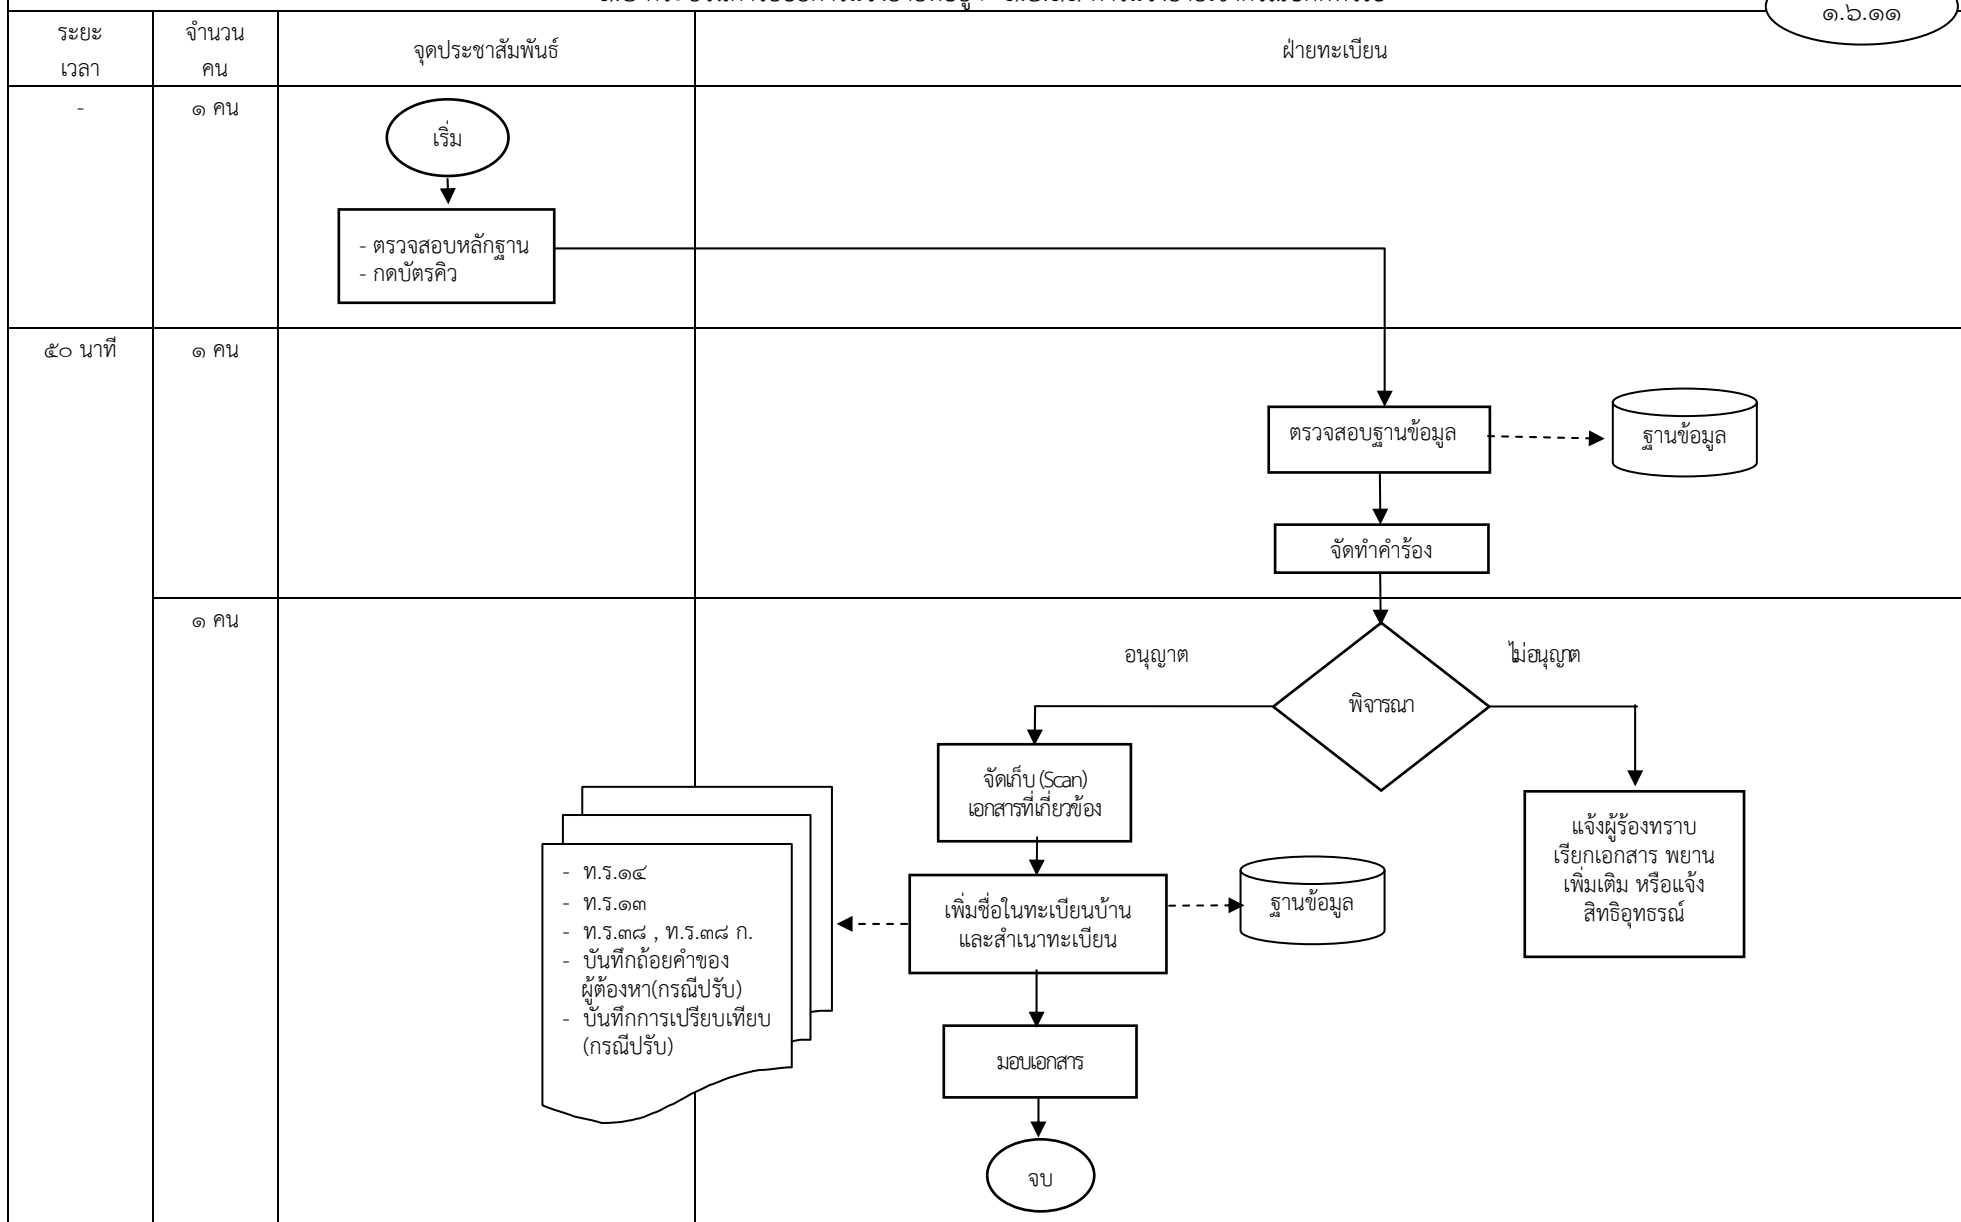 ๑.๖.๑๑
ระยะ
เวลา
จำนวน
คน
จุดประชาสัมพันธ์
ฝ่ายทะเบียน
-
๑ คน
เริ่ม
- ตรวจสอบหลักฐาน
- กดบัตรคิว
๕๐ นาที
๑ คน
ตรวจสอบฐานข้อมูล
ฐานข้อมูล
จัดทำคำร้อง
๑ คน
อนุญาต
ไม่อนุญาต
พิจารณา
จัดเก็บ (Scan)
เอกสารที่เกี่ยวข้อง
แจ้งผู้ร้องทราบ
เรียกเอกสาร พยาน
เพิ่มเติม หรือแจ้ง
สิทธิอุทธรณ์
- ท.ร.๑๔
- ท.ร.๑๓
- ท.ร.๓๘ , ท.ร.๓๘ ก.
- บันทึกถ้อยคำของ
ผู้ต้องหา(กรณีปรับ)
- บันทึกการเปรียบเทียบ
(กรณีปรับ)
เพิ่มชื่อในทะเบียนบ้าน
และสำเนาทะเบียน
ฐานข้อมูล
มอบเอกสาร
จบ